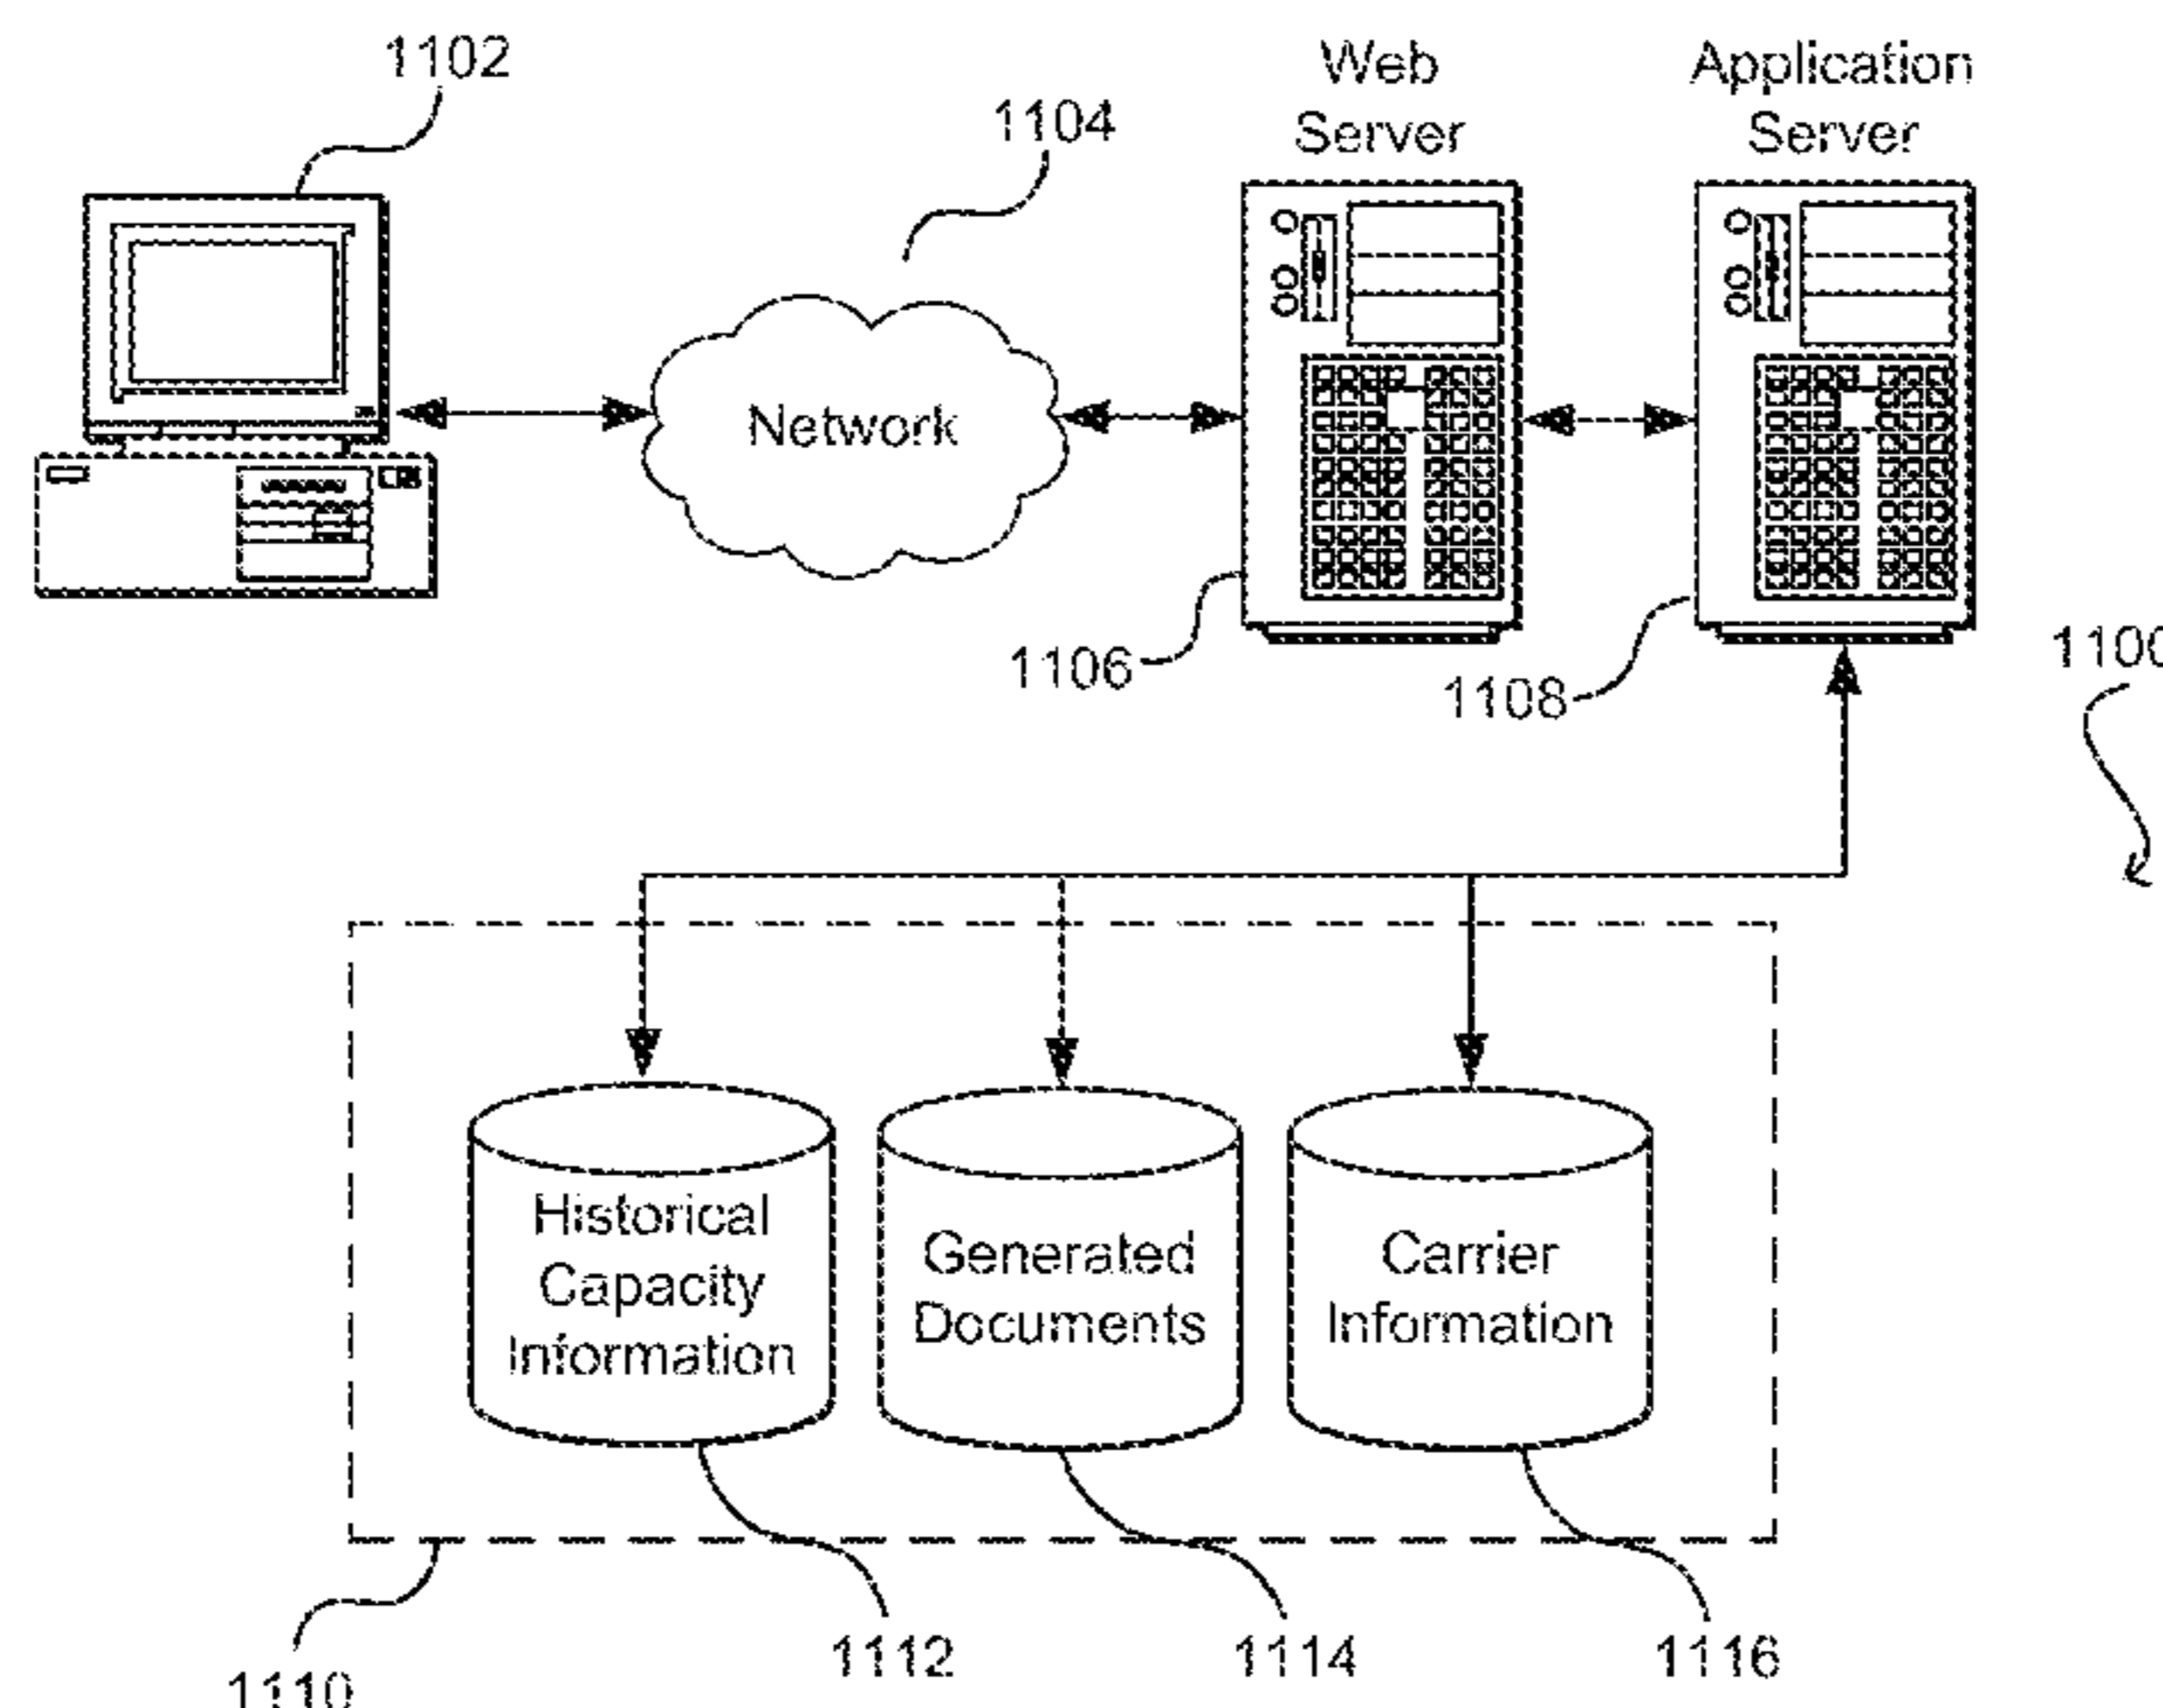 1102
1104
Web
Server
Application
Server
Network
1106
1108
1100
Historical
Capacity
Information
Generated
Documents
Carrier
Information
1110
1112
1114
1116